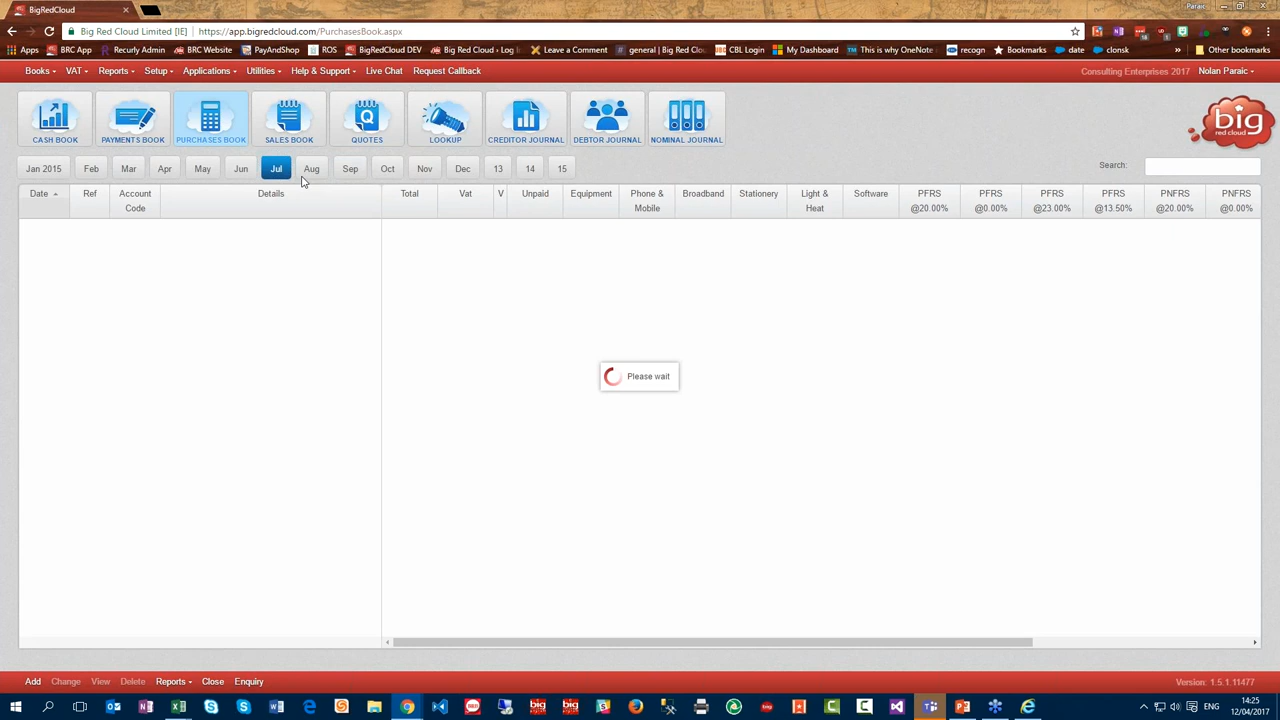 BigRedCloud
Paraic
Big Red Cloud Limited [IE]
https://app.bigredcloud.com/PurchasesBook.aspx
Apps
BRC App
Recurly Admin
BRC Website
PayAndShop
ROS
BigRedCloud DEV
Big Red Cloud › Log I
Leave a Comment
general | Big Red Clo
CBL Login
My Dashboard
This is why OneNote
recogn
Bookmarks
date
clonsk
»
Other bookmarks
Books
VAT
Reports
Setup
Applications
Utilities
Help & Support
Live Chat
Request Callback
Consulting Enterprises 2017
Nolan Paraic
CASH BOOK
PAYMENTS BOOK
PURCHASES BOOK
SALES BOOK
Q
QUOTES
LOOKUP
CREDITOR JOURNAL
DEBTOR JOURNAL
NOMINAL JOURNAL
big
red cloud
Jan 2015
Feb
Mar
Apr
May
Jun
Jul
Aug
Sep
Oct
Nov
Dec
13
14
15
Search:
Date
Ref
Account
Code
Details
Total
Vat
V
Unpaid
Equipment
Phone &
Mobile
Broadband
Stationery
Light &
Heat
Software
PFRS
@20.00%
PFRS
@0.00%
PFRS
@23.00%
PFRS
@13.50%
PNFRS
@20.00%
PNFRS
@0.00%
Please wait
Add
Change
View
Delete
Reports
Close
Enquiry
Version: 1.5.1.11477
ENG
14:25
12/04/2017